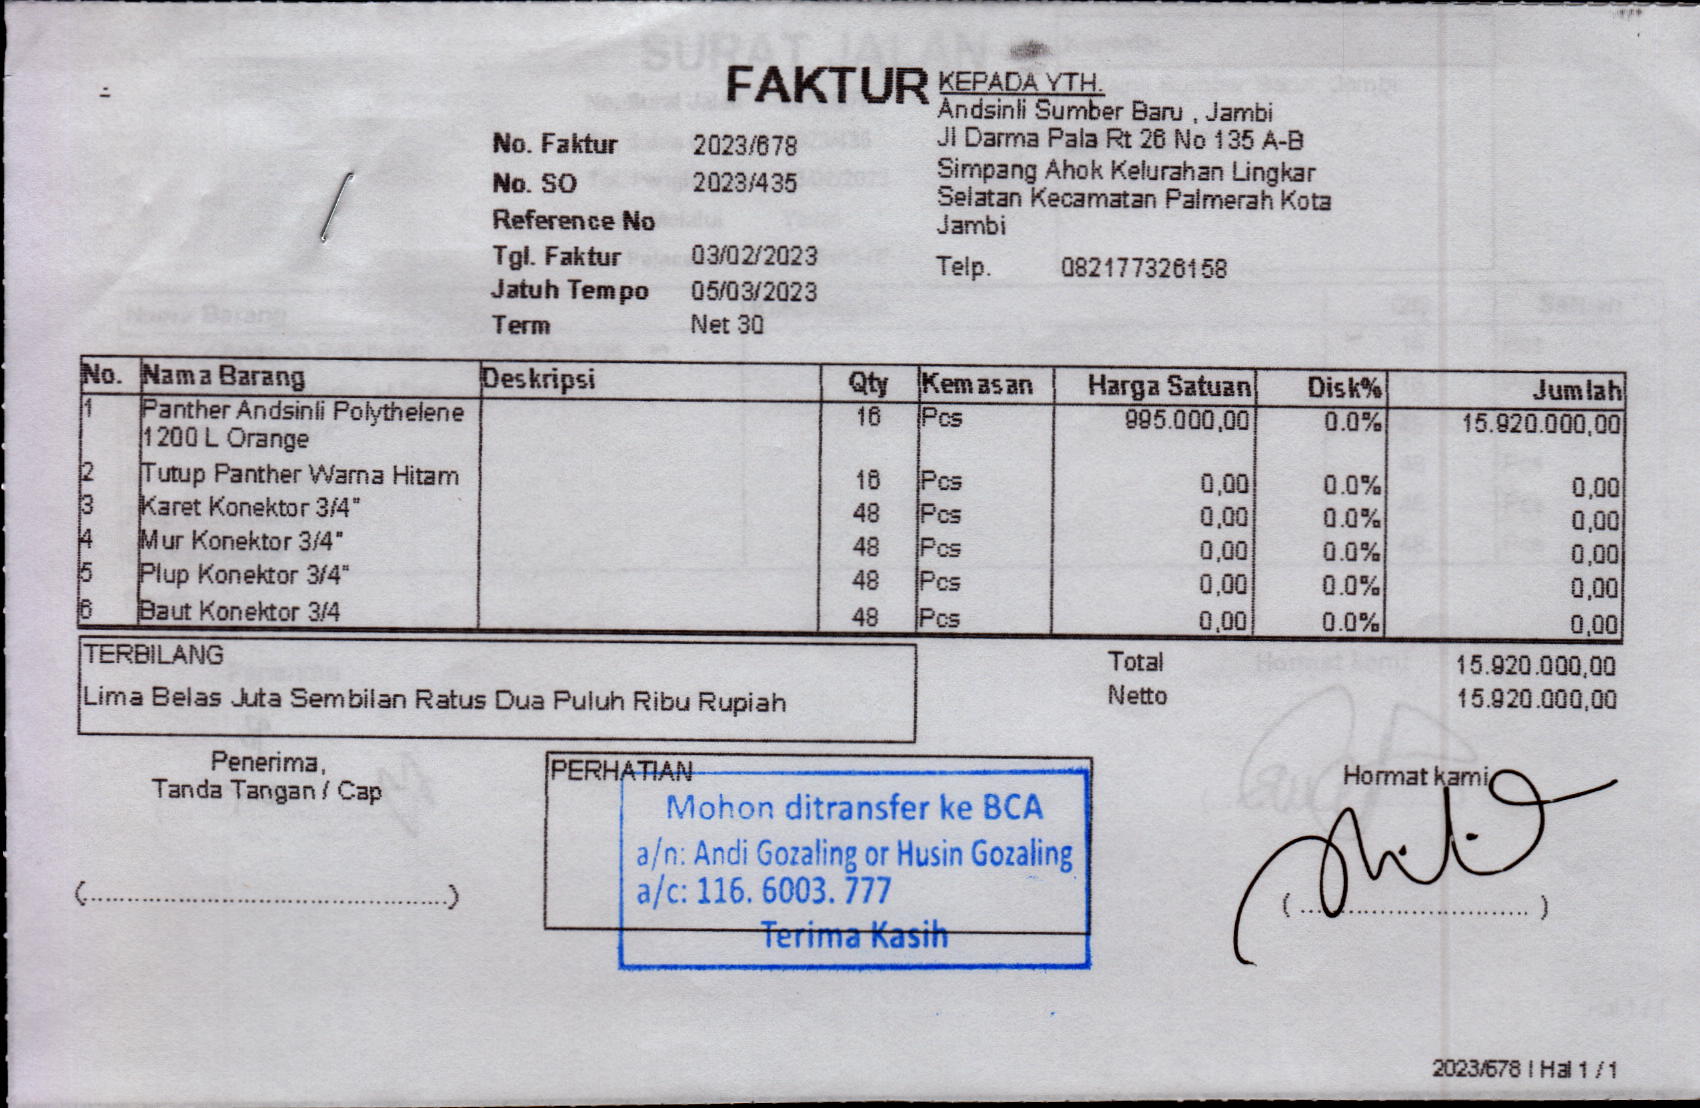 FAKTUR
KEPADA YTH.
Andsinli Sumber Baru , Jambi
Jl Darma Pala Rt 26 No 135 A-B
Simpang Ahok Kelurahan Lingkar
Selatan Kecamatan Palmerah Kota
Jambi
Telp. 082177326158
No. Faktur 2023/678
No. SO 2023/435
Reference No
Tgl. Faktur 03/02/2023
Jatuh Tempo 05/03/2023
Term Net 30
No. Nama Barang Deskripsi Qty Kemasan Harga Satuan Disk% Jumlah
1 Panther Andsinli Polythelene 16 Pcs 995.000,00 0.0% 15.920.000,00
1200 L Orange
2 Tutup Panther Warna Hitam 16 Pcs 0,00 0.0% 0,00
3 Karet Konektor 3/4" 48 Pcs 0,00 0.0% 0,00
4 Mur Konektor 3/4" 48 Pcs 0,00 0.0% 0,00
5 Plup Konektor 3/4" 48 Pcs 0,00 0.0% 0,00
6 Baut Konektor 3/4 48 Pcs 0,00 0.0% 0,00
TERBILANG
Lima Belas Juta Sembilan Ratus Dua Puluh Ribu Rupiah
Total 15.920.000,00
Netto 15.920.000,00
Penerima,
Tanda Tangan / Cap
(................................................)
PERHATIAN
Mohon ditransfer ke BCA
a/n: Andi Gozaling or Husin Gozaling
a/c: 116. 6003. 777
Terima Kasih
Hormat kami
( .............................. )
2023/678 | Hal 1 / 1